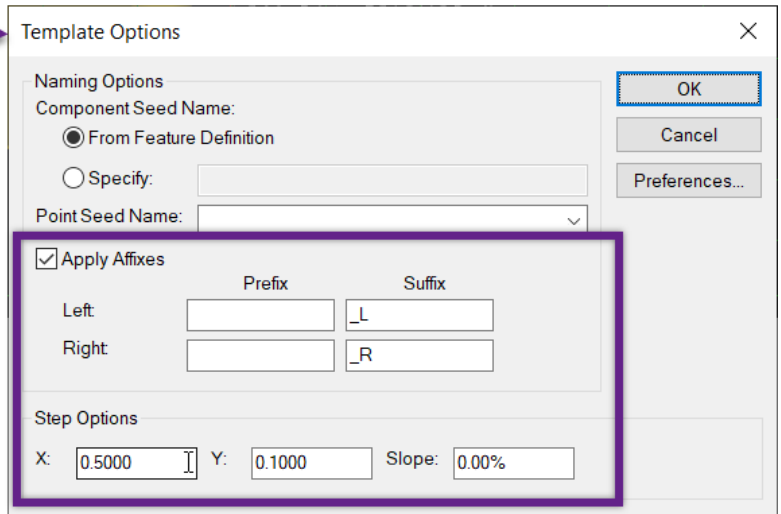 Template Options
Naming Options
OK
Component Seed Name:
From Feature Definition
Cancel
Specify:
Preferences...
Point Seed Name:
Apply Affixes
Prefix Suffix
Left: _L
Right: _R
Step Options
X: 0.5000 Y: 0.1000 Slope: 0.00%